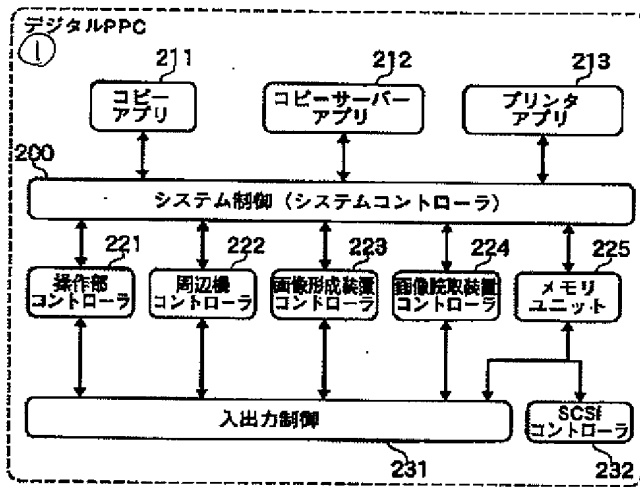 デジタルPPC
①
211
212
213
コピー
アプリ
コピーサーバー
アプリ
プリンタ
アプリ
200
システム制御（システムコントローラ）
221
222
223
224
225
操作部
コントローラ
周辺機
コントローラ
画像形成装置
コントローラ
画像読取装置
コントローラ
メモリ
ユニット
入出力制御
SCSI
コントローラ
231
232